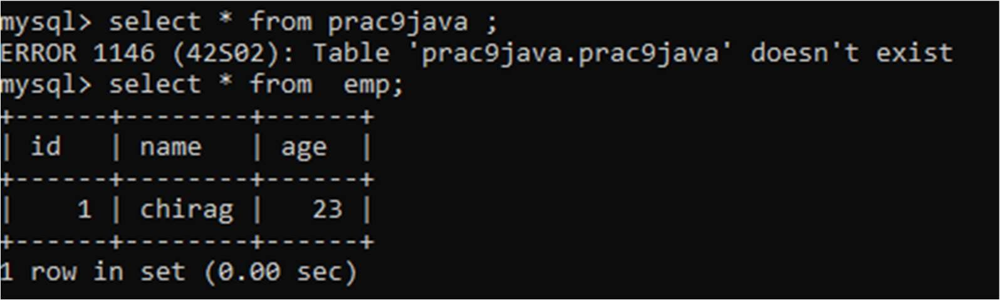 mysql> select * from prac9java ;
ERROR 1146 (42S02): Table 'prac9java.prac9java' doesn't exist
mysql> select * from  emp;
+------+--------+------+
| id   | name   | age  |
+------+--------+------+
|    1 | chirag |   23 |
+------+--------+------+
1 row in set (0.00 sec)